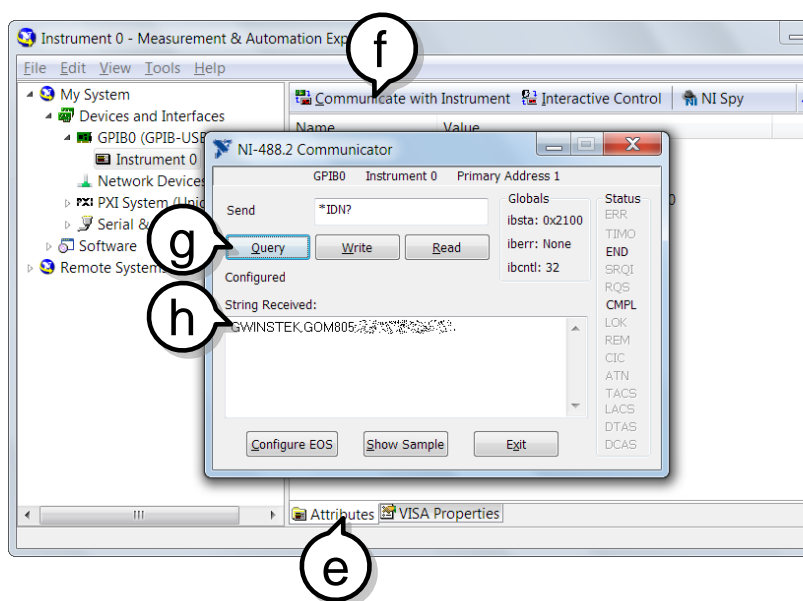 Instrument 0 - Measurement & Automation Exp
f
File Edit View Tools Help
My System
Devices and Interfaces
GPIB0 (GPIB-USB
Instrument 0
Network Devices
PXI PXI System (Unid
Serial &
Software
Remote Systems
Communicate with Instrument Interactive Control NI Spy
Name Value
NI-488.2 Communicator
GPIB0 Instrument 0 Primary Address 1
Send *IDN?
Query Write Read
Configured
String Received:
GWINSTEK,GOM805
Globals
ibsta: 0x2100
iberr: None
ibcntl: 32
Status
ERR
TIMO
END
SRQI
RQS
CMPL
LOK
REM
CIC
ATN
TACS
LACS
DTAS
DCAS
Configure EOS Show Sample Exit
0
g
h
Attributes VISA Properties
e